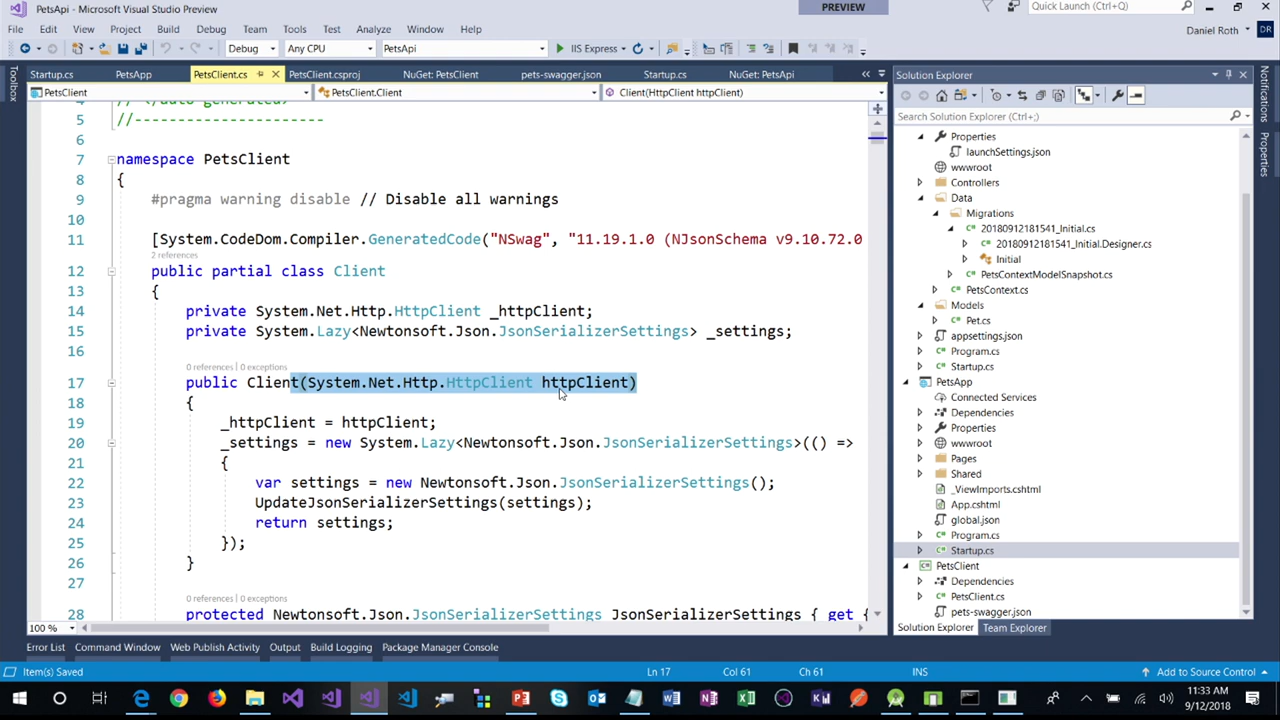 PetsApi - Microsoft Visual Studio Preview
PREVIEW
Quick Launch (Ctrl+;)
File Edit View Project Build Debug Team Tools Test Analyze Window Help
Daniel Roth DR
Debug Any CPU PetsApi IIS Express
Toolbox
Startup.cs PetsApp PetsClient.cs PetsClient.csproj NuGet: PetsClient pets-swagger.json Startup.cs NuGet: PetsApi
PetsClient PetsClient.Client Client(HttpClient httpClient)
4 // </auto-generated>
5 //----------------------
6
7 namespace PetsClient
8 {
9 #pragma warning disable // Disable all warnings
10
11 [System.CodeDom.Compiler.GeneratedCode("NSwag", "11.19.1.0 (NJsonSchema v9.10.72.0
2 references
12 public partial class Client
13 {
14 private System.Net.Http.HttpClient _httpClient;
15 private System.Lazy<Newtonsoft.Json.JsonSerializerSettings> _settings;
16
0 references | 0 exceptions
17 public Client(System.Net.Http.HttpClient httpClient)
18 {
19 _httpClient = httpClient;
20 _settings = new System.Lazy<Newtonsoft.Json.JsonSerializerSettings>(() =>
21 {
22 var settings = new Newtonsoft.Json.JsonSerializerSettings();
23 UpdateJsonSerializerSettings(settings);
24 return settings;
25 });
26 }
27
0 references | 0 exceptions
28 protected Newtonsoft.Json.JsonSerializerSettings JsonSerializerSettings { get {
100 %
Solution Explorer
Search Solution Explorer (Ctrl+;)
Properties
launchSettings.json
wwwroot
Controllers
Data
Migrations
20180912181541_Initial.cs
20180912181541_Initial.Designer.cs
Initial
PetsContextModelSnapshot.cs
PetsContext.cs
Models
Pet.cs
appsettings.json
Program.cs
Startup.cs
PetsApp
Connected Services
Dependencies
Properties
wwwroot
Pages
Shared
_ViewImports.cshtml
App.cshtml
global.json
Program.cs
Startup.cs
PetsClient
Dependencies
PetsClient.cs
pets-swagger.json
Solution Explorer Team Explorer
Notifications
Properties
Error List Command Window Web Publish Activity Output Build Logging Package Manager Console
Item(s) Saved Ln 17 Col 61 Ch 61 INS Add to Source Control
11:33 AM
9/12/2018